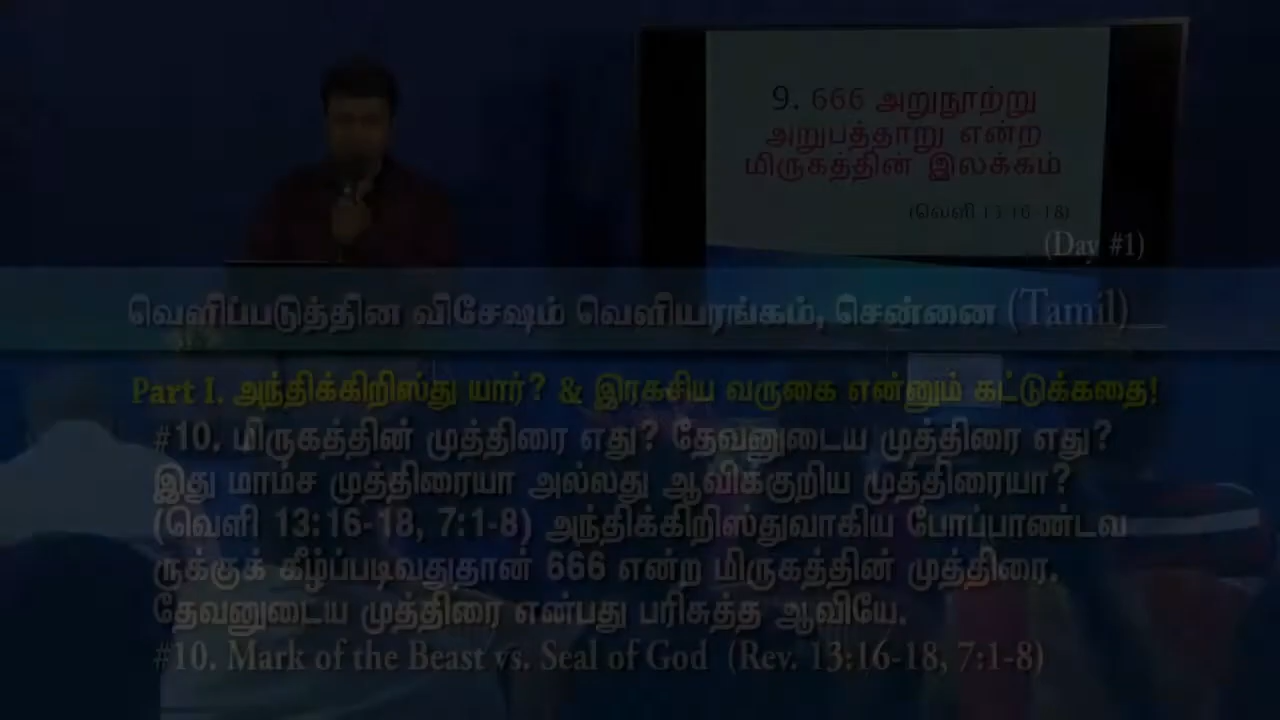 9. 666 அறுநூற்று
அறுபத்தாறு என்ற
மிருகத்தின் இலக்கம்
(வெளி 13:16-18)
(Day #1)
வெளிப்படுத்தின விசேஷம் வெளியரங்கம், சென்னை (Tamil)
Part I. அந்திக்கிறிஸ்து யார்? & இரகசிய வருகை என்னும் கட்டுக்கதை!
#10. மிருகத்தின் முத்திரை எது? தேவனுடைய முத்திரை எது?
இது மாம்ச முத்திரையா அல்லது ஆவிக்குறிய முத்திரையா?
(வெளி 13:16-18, 7:1-8) அந்திக்கிறிஸ்துவாகிய போப்பாண்டவ
ருக்குக் கீழ்ப்படிவதுதான் 666 என்ற மிருகத்தின் முத்திரை.
தேவனுடைய முத்திரை என்பது பரிசுத்த ஆவியே.
#10. Mark of the Beast vs. Seal of God (Rev. 13:16-18, 7:1-8)